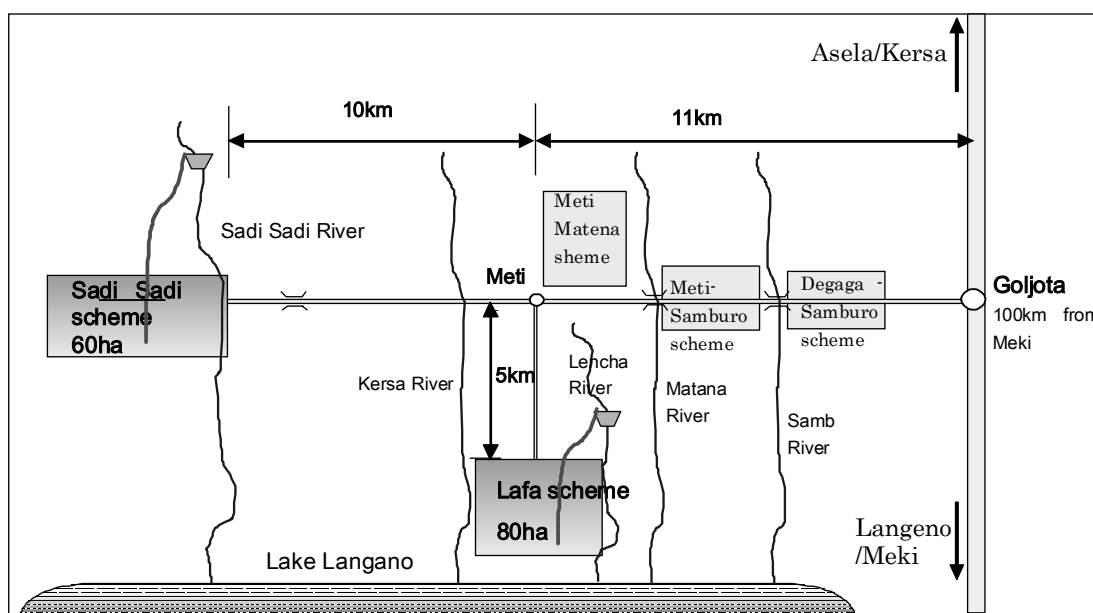 Asela/Kersa
10km
11km
Meti
Matena
sheme
Sadi Sadi River
Meti
Sadi Sadi
scheme
60ha
Meti-
Samburo
scheme
Degaga -
Samburo
scheme
Goljota
100km from
Meki
Kersa River
5km
Lencha
River
Matana
River
Samb
River
Lafa scheme
80ha
Langeno
/Meki
Lake Langano